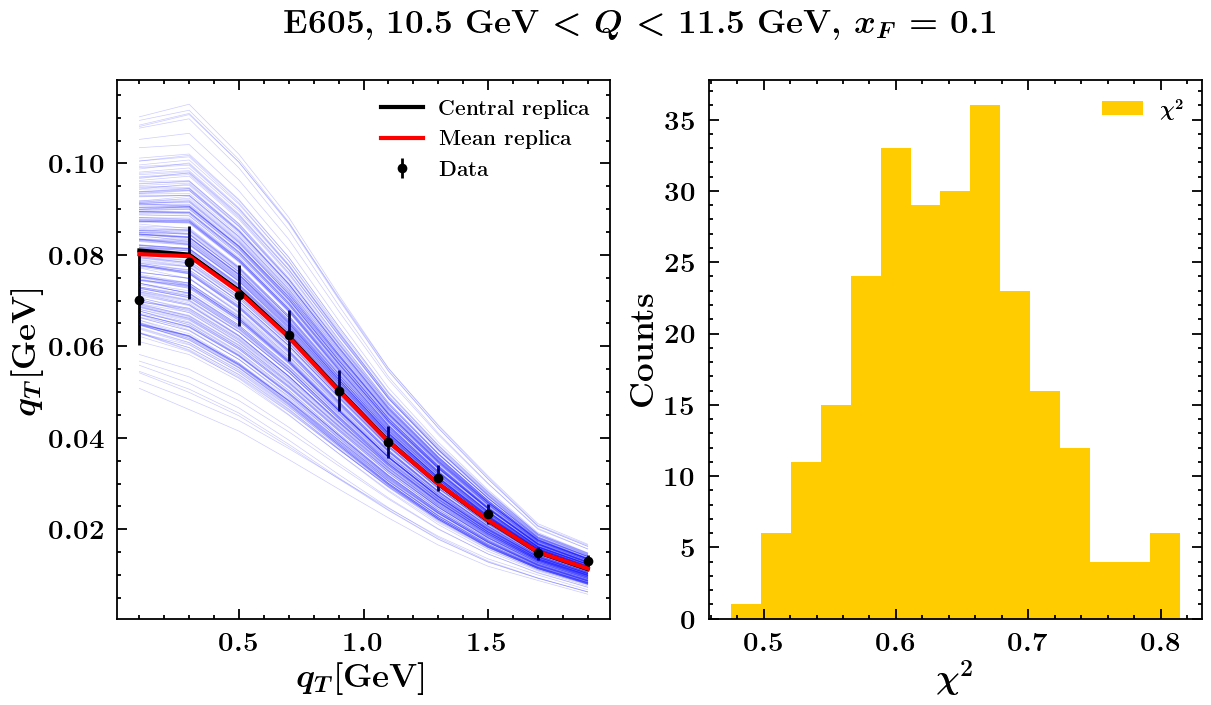 E605, 10.5 GeV < Q < 11.5 GeV, x_F = 0.1
Central replica
Mean replica
Data
0.10
0.08
0.06
0.04
0.02
q_T[GeV]
0.5 1.0 1.5
q_T[GeV]
χ²
35
30
25
20
15
10
5
0
Counts
0.5 0.6 0.7 0.8
χ²